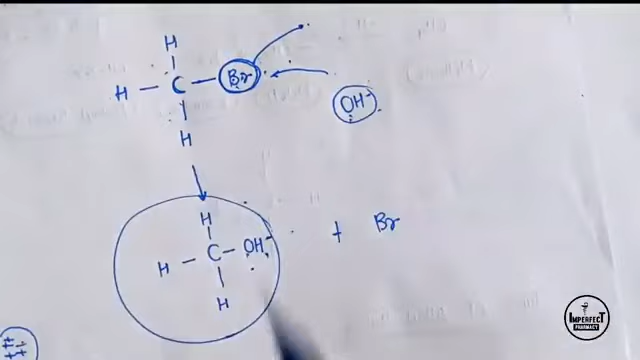 H
H - C - Br
OH⁻
H
H
H - C - OH⁻ + Br
H
IMPERFECT
PHARMACY